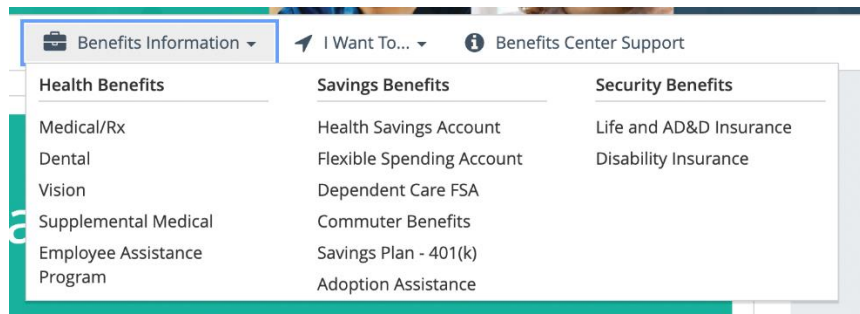 Benefits Information
I Want To...
Benefits Center Support
Health Benefits
Medical/Rx
Dental
Vision
Supplemental Medical
Employee Assistance
Program
Savings Benefits
Health Savings Account
Flexible Spending Account
Dependent Care FSA
Commuter Benefits
Savings Plan - 401(k)
Adoption Assistance
Security Benefits
Life and AD&D Insurance
Disability Insurance